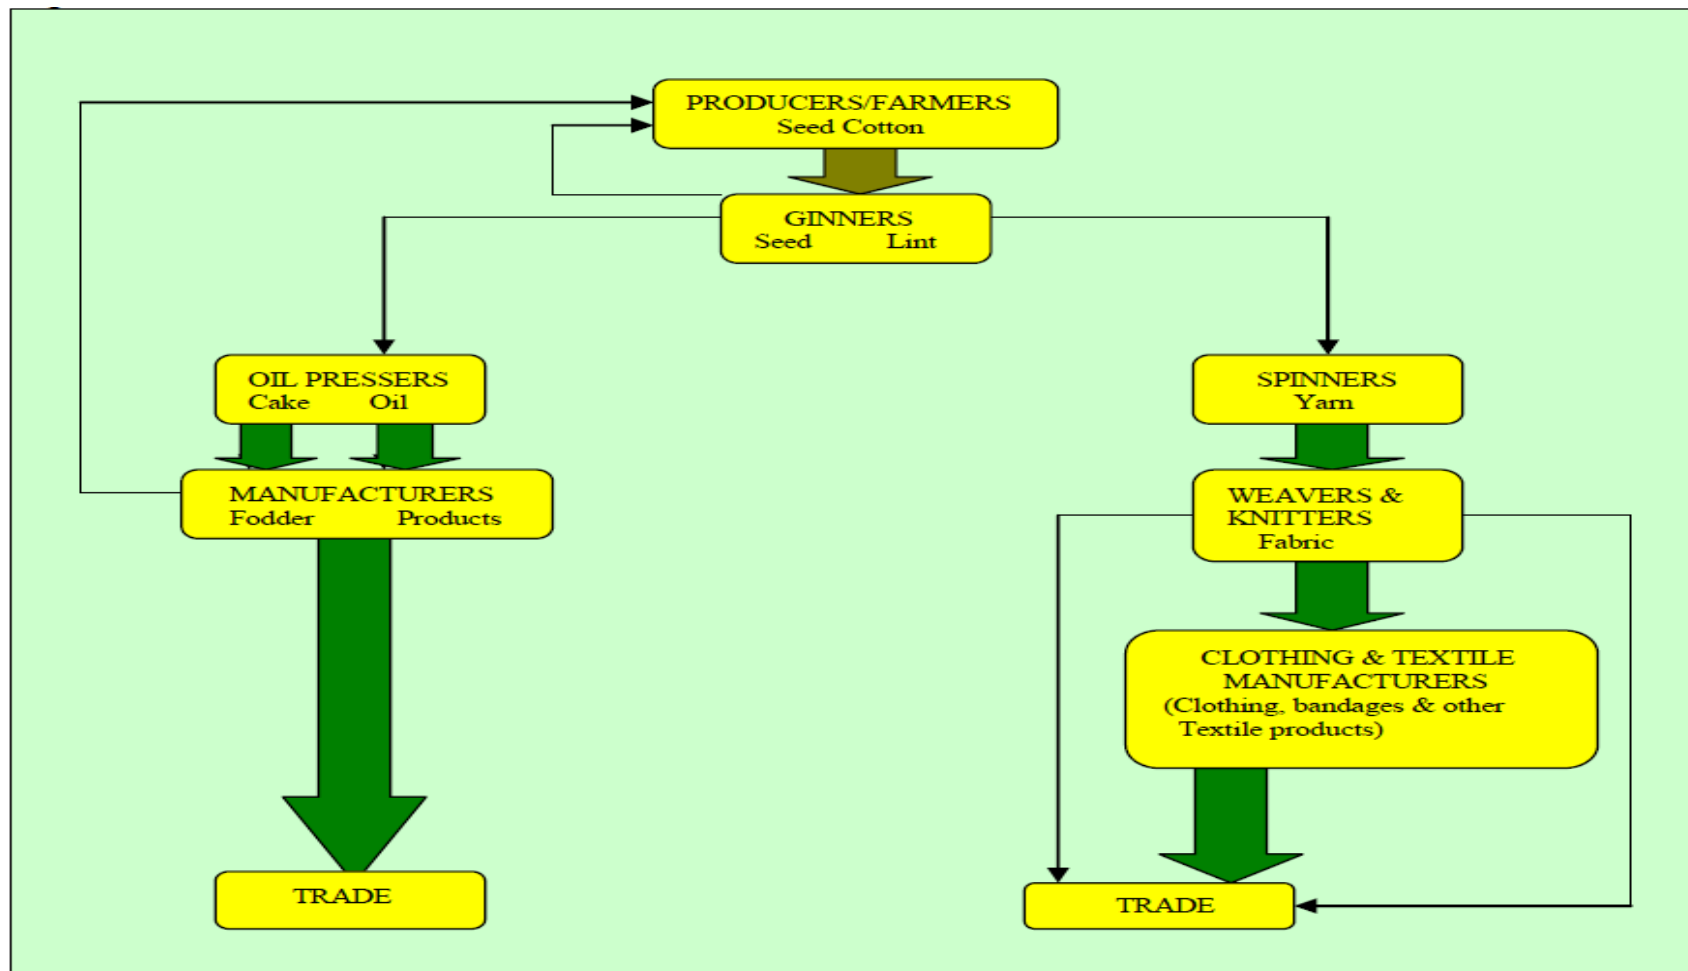 PRODUCERS/FARMERS
Seed Cotton
GINNERS
Seed Lint
OIL PRESSERS
Cake Oil
SPINNERS
Yarn
MANUFACTURERS
Fodder Products
WEAVERS &
KNITTERS
Fabric
CLOTHING & TEXTILE
MANUFACTURERS
(Clothing, bandages & other
Textile products)
TRADE
TRADE